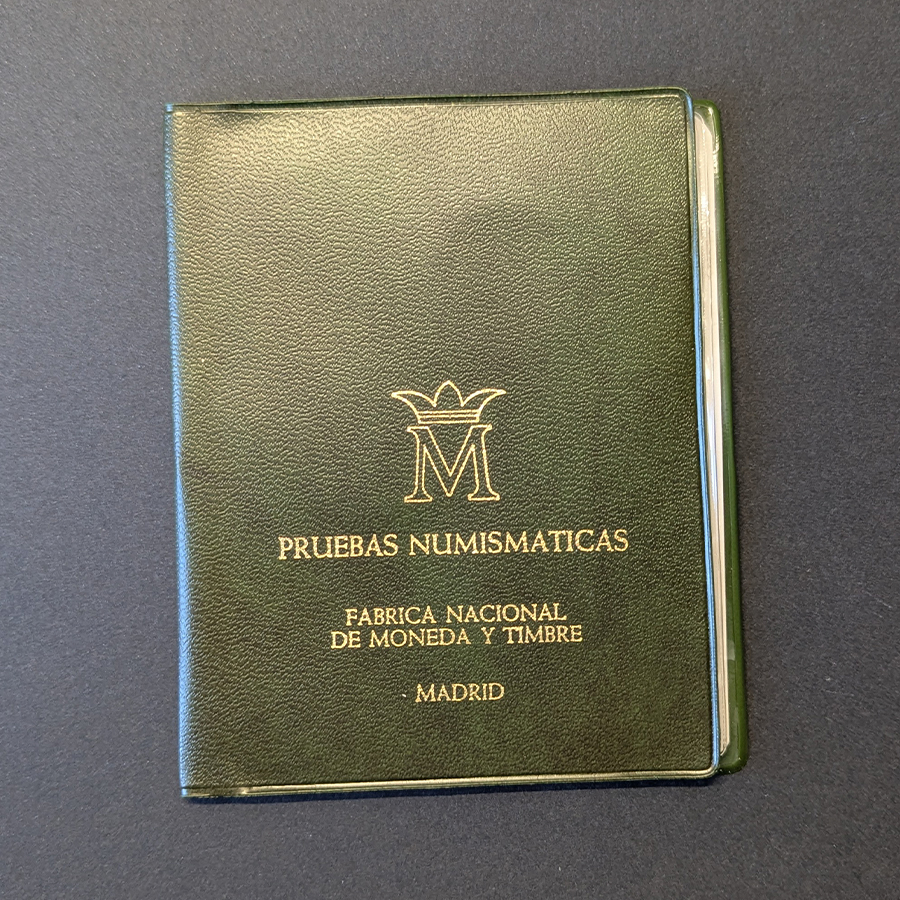 M
PRUEBAS NUMISMATICAS
FABRICA NACIONAL
DE MONEDA Y TIMBRE
MADRID